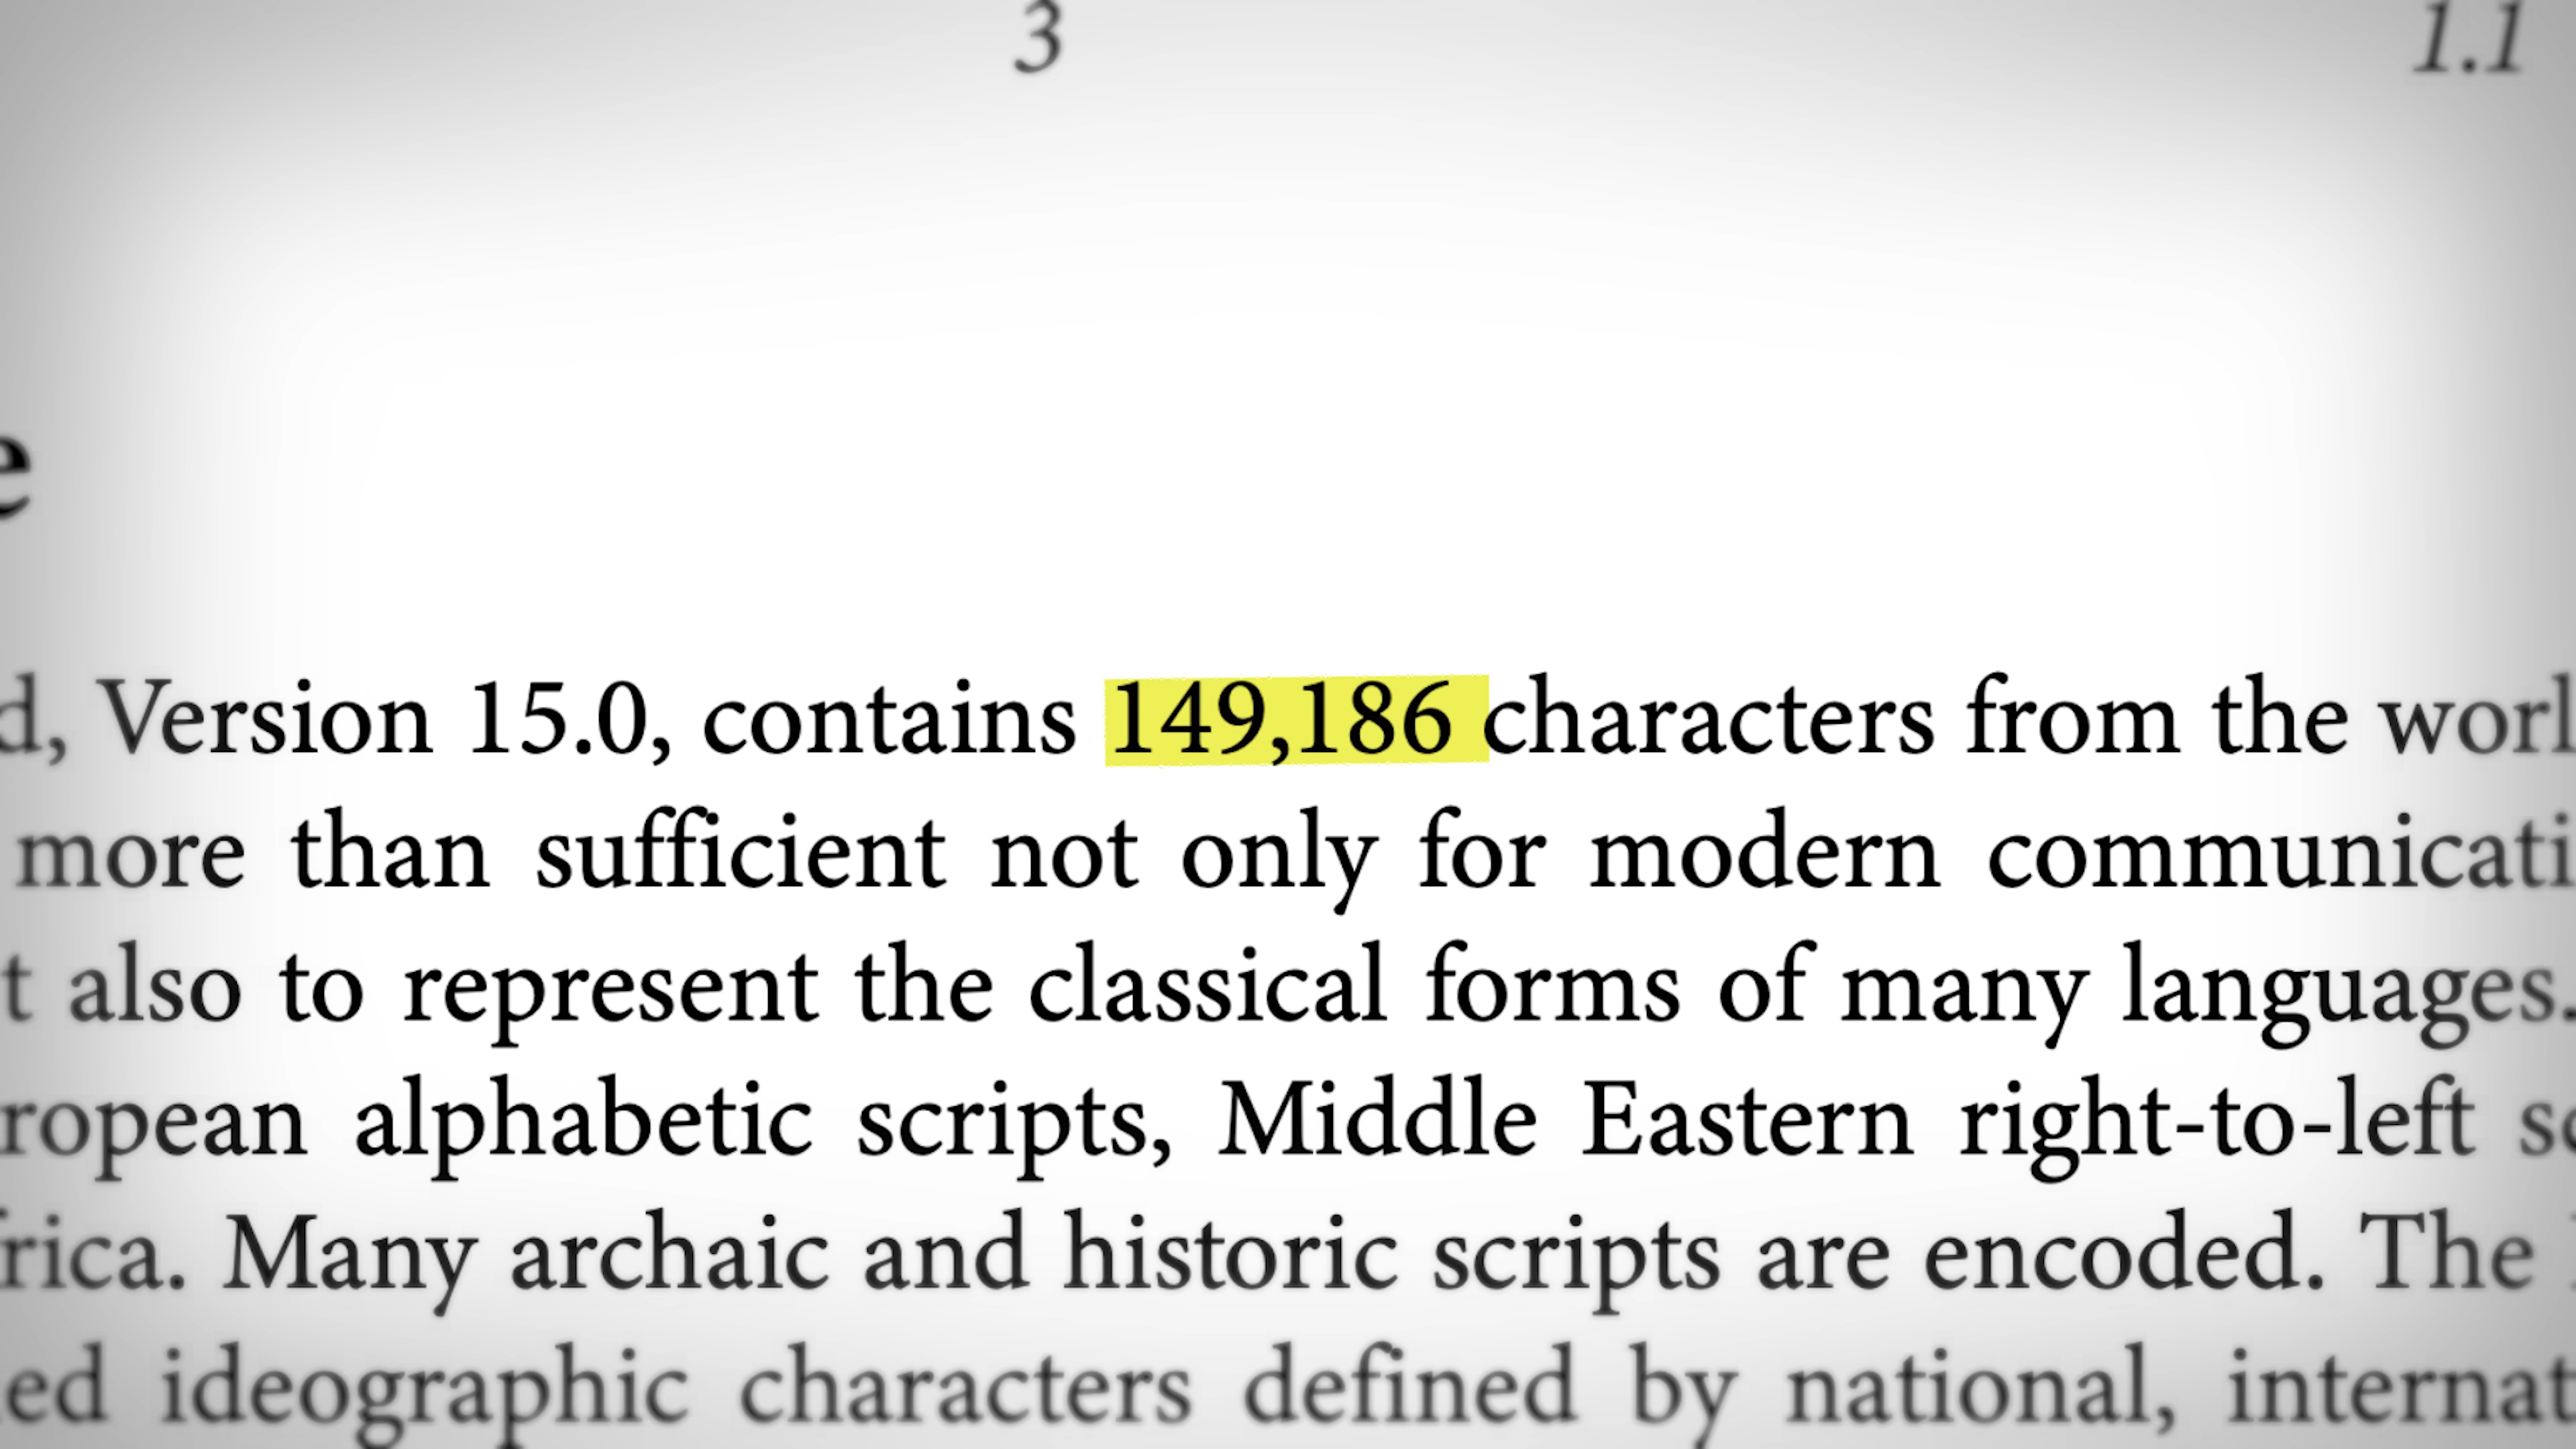 3 1.1
e
d, Version 15.0, contains 149,186 characters from the worl
more than sufficient not only for modern communicati
t also to represent the classical forms of many languages.
ropean alphabetic scripts, Middle Eastern right-to-left sc
rica. Many archaic and historic scripts are encoded. The
ed ideographic characters defined by national, internat